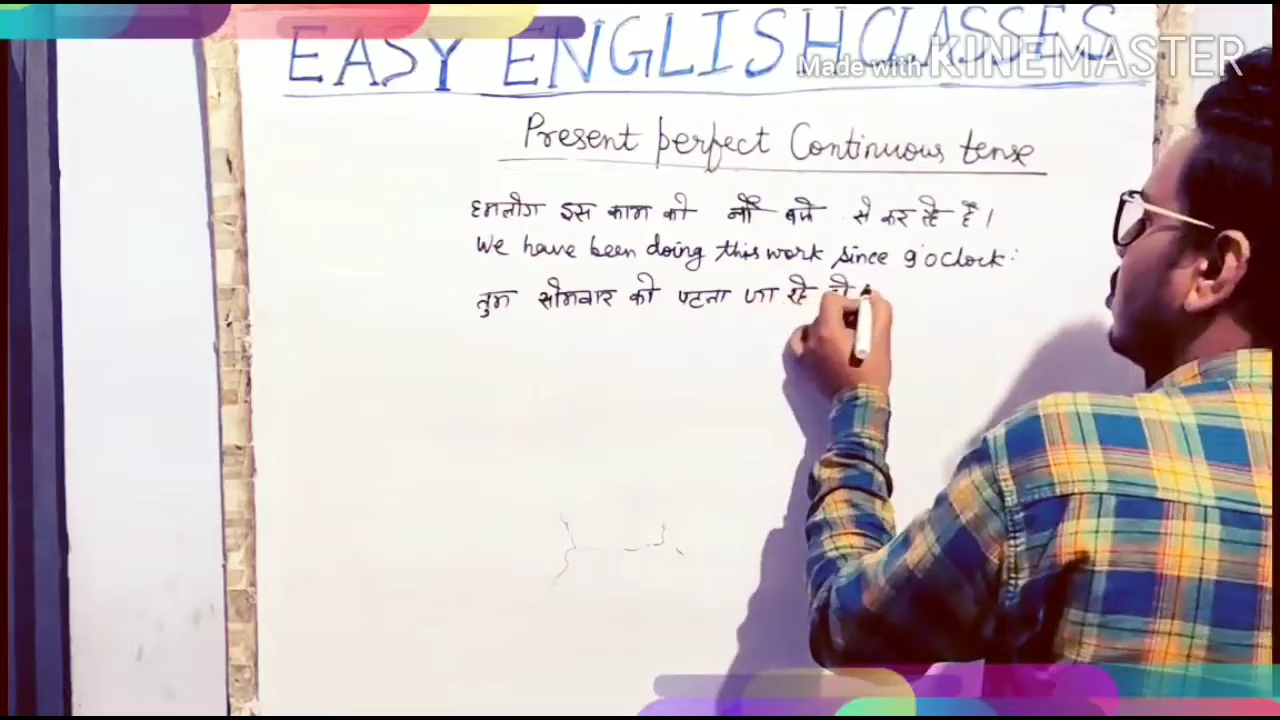 EASY ENGLISH CLASSES
Made with KINEMASTER
Present perfect Continuous tense
हमलोग इस काम को नौ बजे से कर रहे हैं।
We have been doing this work since 9 o'clock.
तुम सोमवार को पटना जा रहे